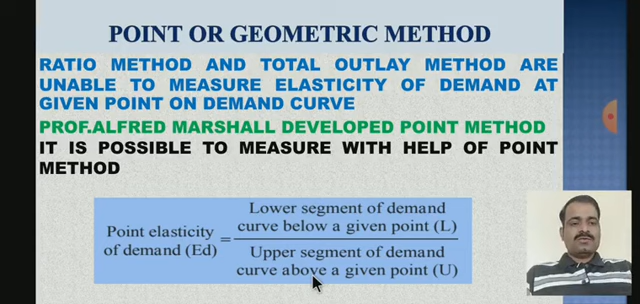 POINT OR GEOMETRIC METHOD
RATIO METHOD AND TOTAL OUTLAY METHOD ARE
UNABLE TO MEASURE ELASTICITY OF DEMAND AT
GIVEN POINT ON DEMAND CURVE
PROF.ALFRED MARSHALL DEVELOPED POINT METHOD
IT IS POSSIBLE TO MEASURE WITH HELP OF POINT
METHOD
Point elasticity
of demand (Ed)
=
Lower segment of demand
curve below a given point (L)
Upper segment of demand
curve above a given point (U)